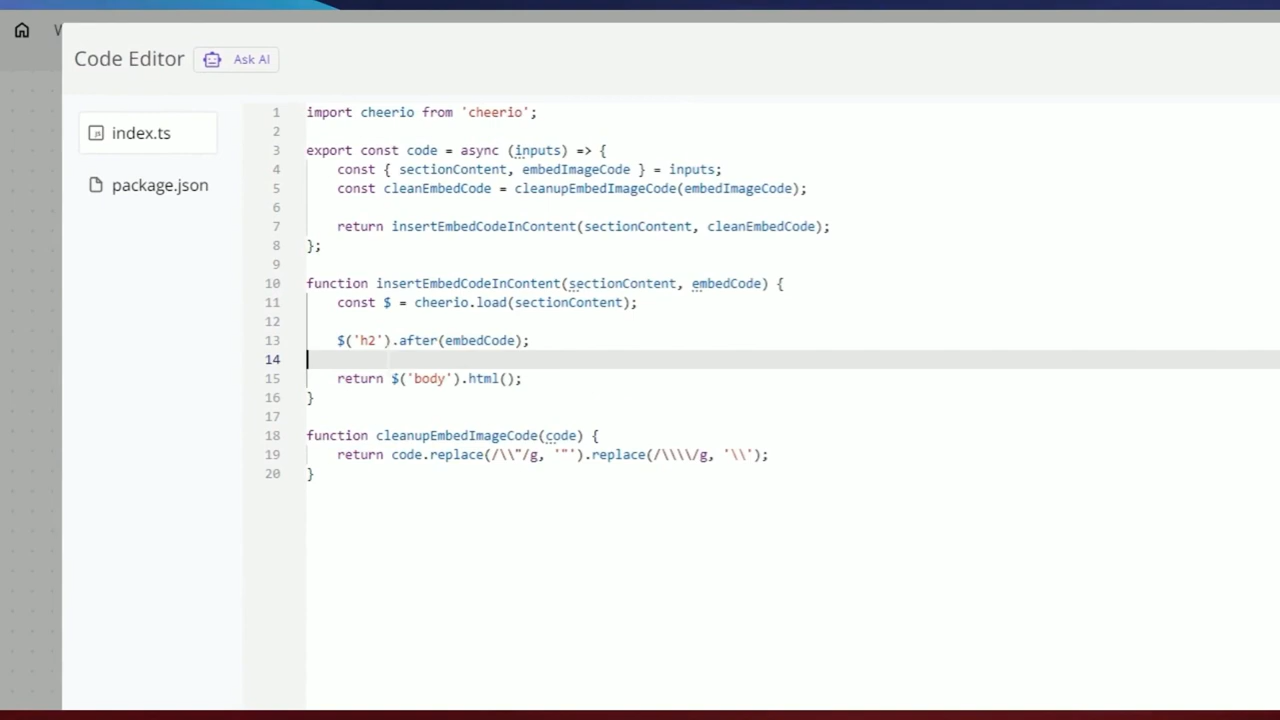 W
Code Editor
Ask AI
index.ts
package.json
1 import cheerio from 'cheerio';
2
3 export const code = async (inputs) => {
4 const { sectionContent, embedImageCode } = inputs;
5 const cleanEmbedCode = cleanupEmbedImageCode(embedImageCode);
6
7 return insertEmbedCodeInContent(sectionContent, cleanEmbedCode);
8 };
9
10 function insertEmbedCodeInContent(sectionContent, embedCode) {
11 const $ = cheerio.load(sectionContent);
12
13 $('h2').after(embedCode);
14
15 return $('body').html();
16 }
17
18 function cleanupEmbedImageCode(code) {
19 return code.replace(/\\"/g, '"').replace(/\\\\/g, '\\');
20 }